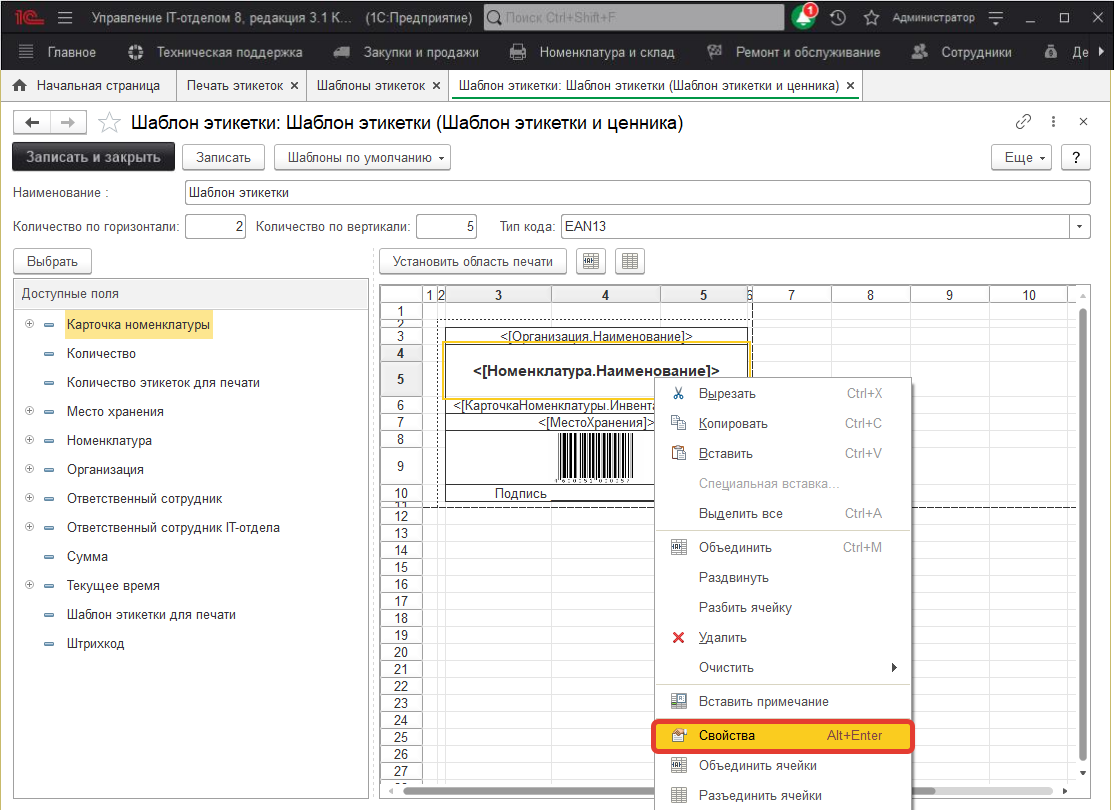 Управление IT-отделом 8, редакция 3.1 К... (1С:Предприятие) Поиск Ctrl+Shift+F 1 Администратор
Главное Техническая поддержка Закупки и продажи Номенклатура и склад Ремонт и обслуживание Сотрудники Де
Начальная страница Печать этикеток × Шаблоны этикеток × Шаблон этикетки: Шаблон этикетки (Шаблон этикетки и ценника) ×
Шаблон этикетки: Шаблон этикетки (Шаблон этикетки и ценника)
Записать и закрыть Записать Шаблоны по умолчанию Еще ?
Наименование : Шаблон этикетки
Количество по горизонтали: 2 Количество по вертикали: 5 Тип кода: EAN13
Выбрать Установить область печати
Доступные поля
Карточка номенклатуры
Количество
Количество этикеток для печати
Место хранения
Номенклатура
Организация
Ответственный сотрудник
Ответственный сотрудник IT-отдела
Сумма
Текущее время
Шаблон этикетки для печати
Штрихкод
1 2 3 4 5 6 7 8 9 10
1
2
3 <[Организация.Наименование]>
4
5 <[Номенклатура.Наименование]>
6 <[КарточкаНоменклатуры.Инвента
7 <[МестоХранения]>
8
9
10 Подпись
11
12
13
14
15
16
17
18
19
20
21
22
23
24
25
26
27
Вырезать Ctrl+X
Копировать Ctrl+C
Вставить Ctrl+V
Специальная вставка...
Выделить все Ctrl+A
Объединить Ctrl+M
Раздвинуть
Разбить ячейку
Удалить
Очистить
Вставить примечание
Свойства Alt+Enter
Объединить ячейки
Разъединить ячейки